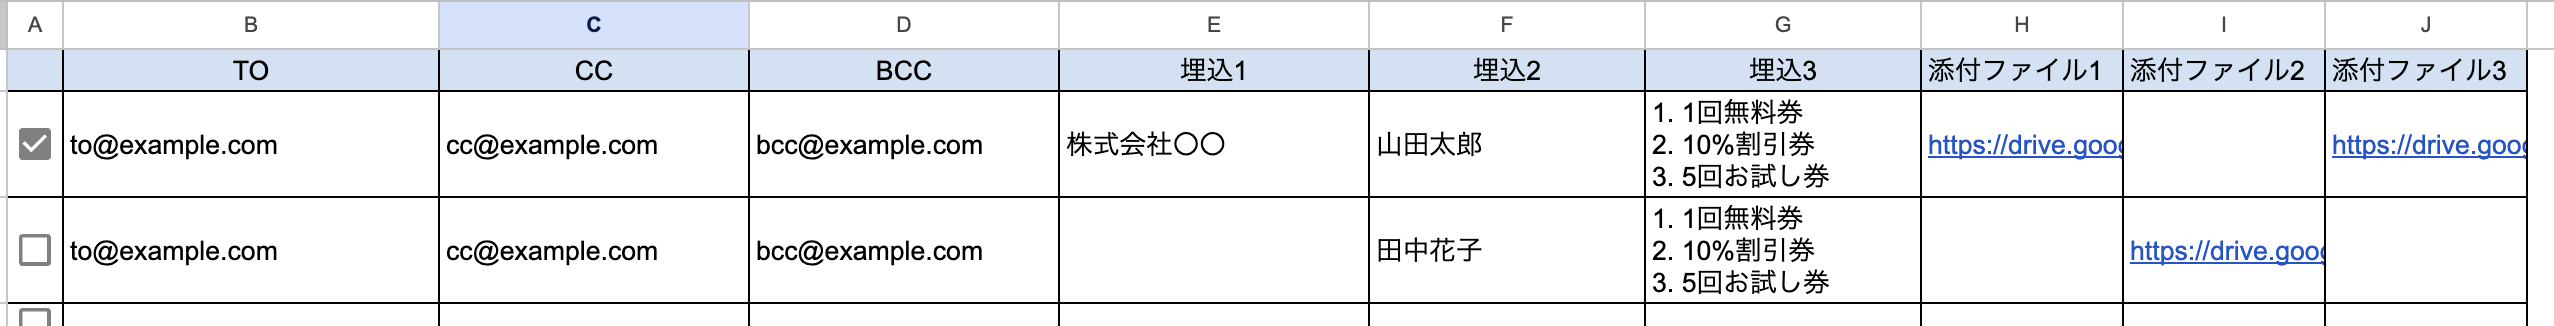 A B C D E F G H I J
TO CC BCC 埋込1 埋込2 埋込3 添付ファイル1 添付ファイル2 添付ファイル3
to@example.com cc@example.com bcc@example.com 株式会社〇〇 山田太郎
1. 1回無料券
2. 10%割引券
3. 5回お試し券
https://drive.goo https://drive.goo
to@example.com cc@example.com bcc@example.com 田中花子
1. 1回無料券
2. 10%割引券
3. 5回お試し券
https://drive.goo